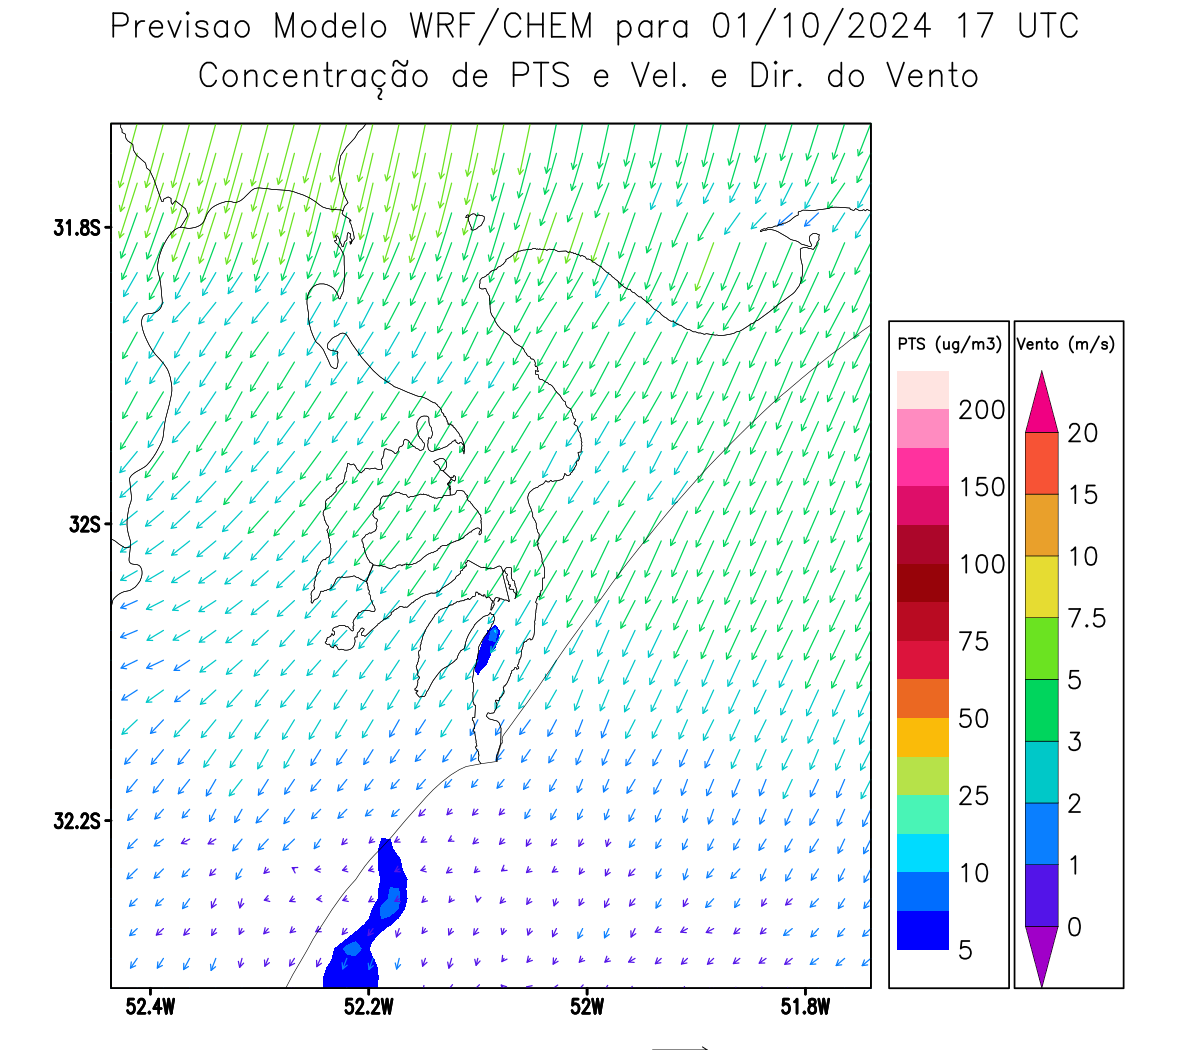 Previsao Modelo WRF/CHEM para 01/10/2024 17 UTC
Concentração de PTS e Vel. e Dir. do Vento
31.8S
32S
32.2S
52.4W
52.2W
52W
51.8W
PTS (ug/m3)
200
150
100
75
50
25
10
5
Vento (m/s)
20
15
10
7.5
5
3
2
1
0